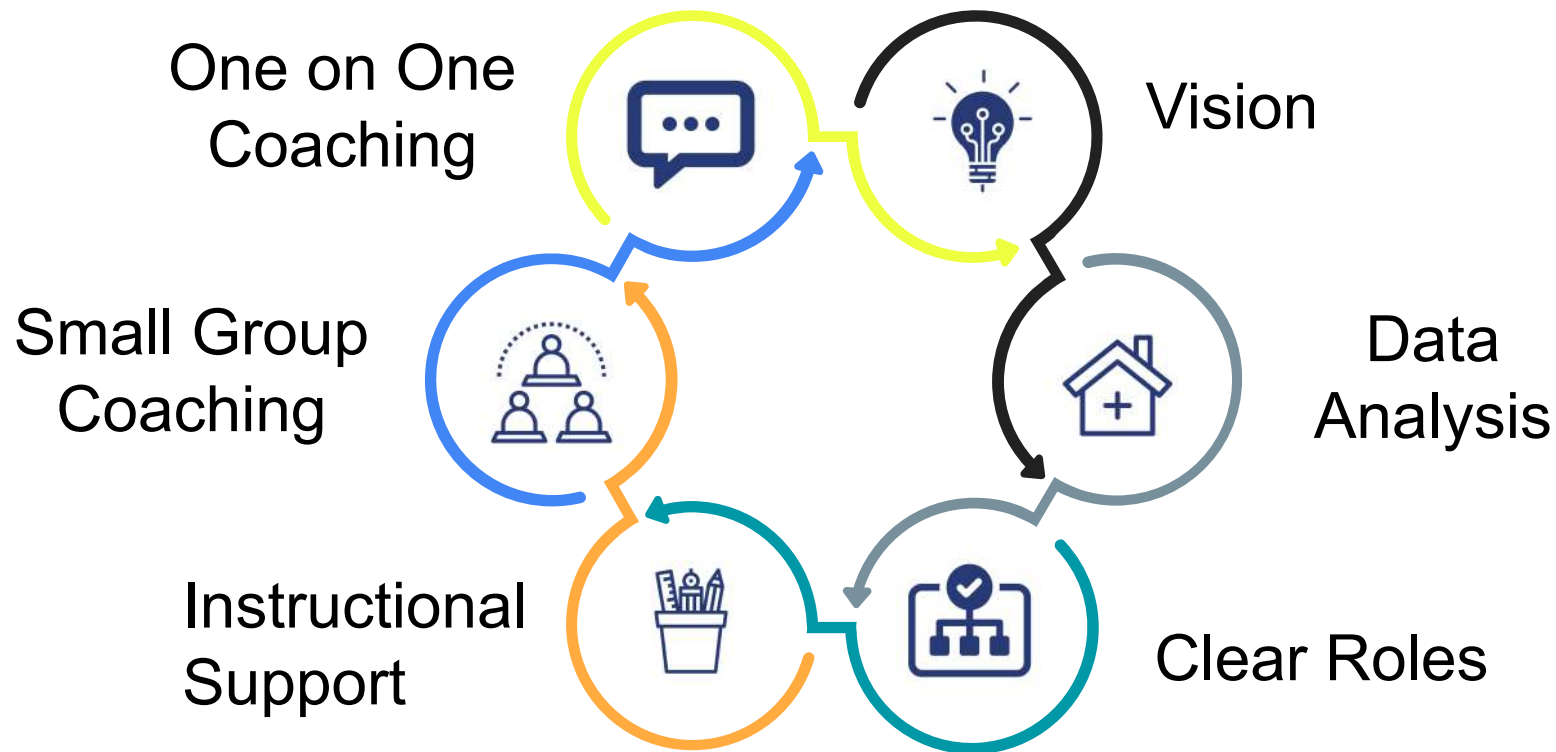 One on One
Coaching
Vision
Small Group
Coaching
Data
Analysis
Instructional
Support
Clear Roles